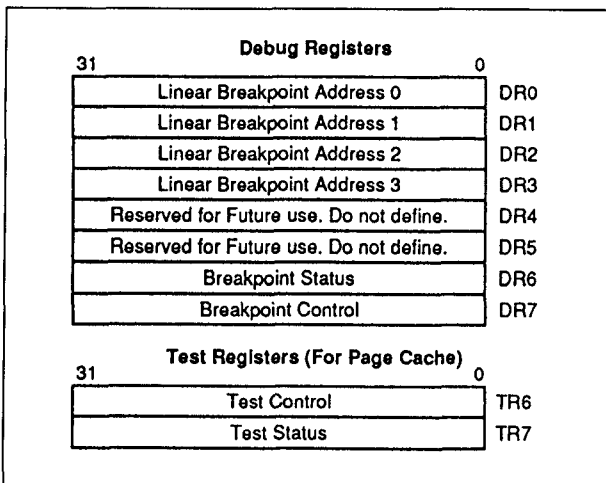 Debug Registers
31 0
Linear Breakpoint Address 0 DR0
Linear Breakpoint Address 1 DR1
Linear Breakpoint Address 2 DR2
Linear Breakpoint Address 3 DR3
Reserved for Future use. Do not define. DR4
Reserved for Future use. Do not define. DR5
Breakpoint Status DR6
Breakpoint Control DR7
Test Registers (For Page Cache)
31 0
Test Control TR6
Test Status TR7